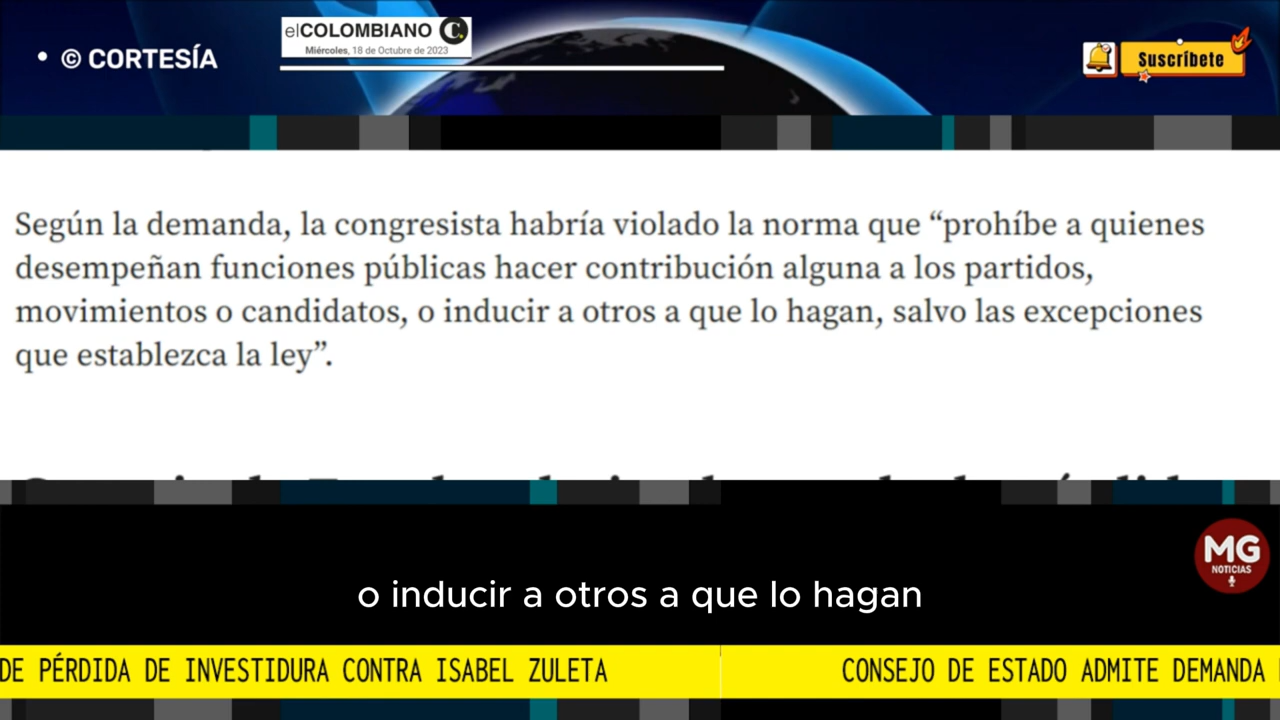 • © CORTESÍA
elCOLOMBIANO C
Miércoles, 18 de Octubre de 2023
Suscríbete
Según la demanda, la congresista habría violado la norma que “prohíbe a quienes
desempeñan funciones públicas hacer contribución alguna a los partidos,
movimientos o candidatos, o inducir a otros a que lo hagan, salvo las excepciones
que establezca la ley”.
MG
NOTICIAS
o inducir a otros a que lo hagan
DE PÉRDIDA DE INVESTIDURA CONTRA ISABEL ZULETA
CONSEJO DE ESTADO ADMITE DEMANDA